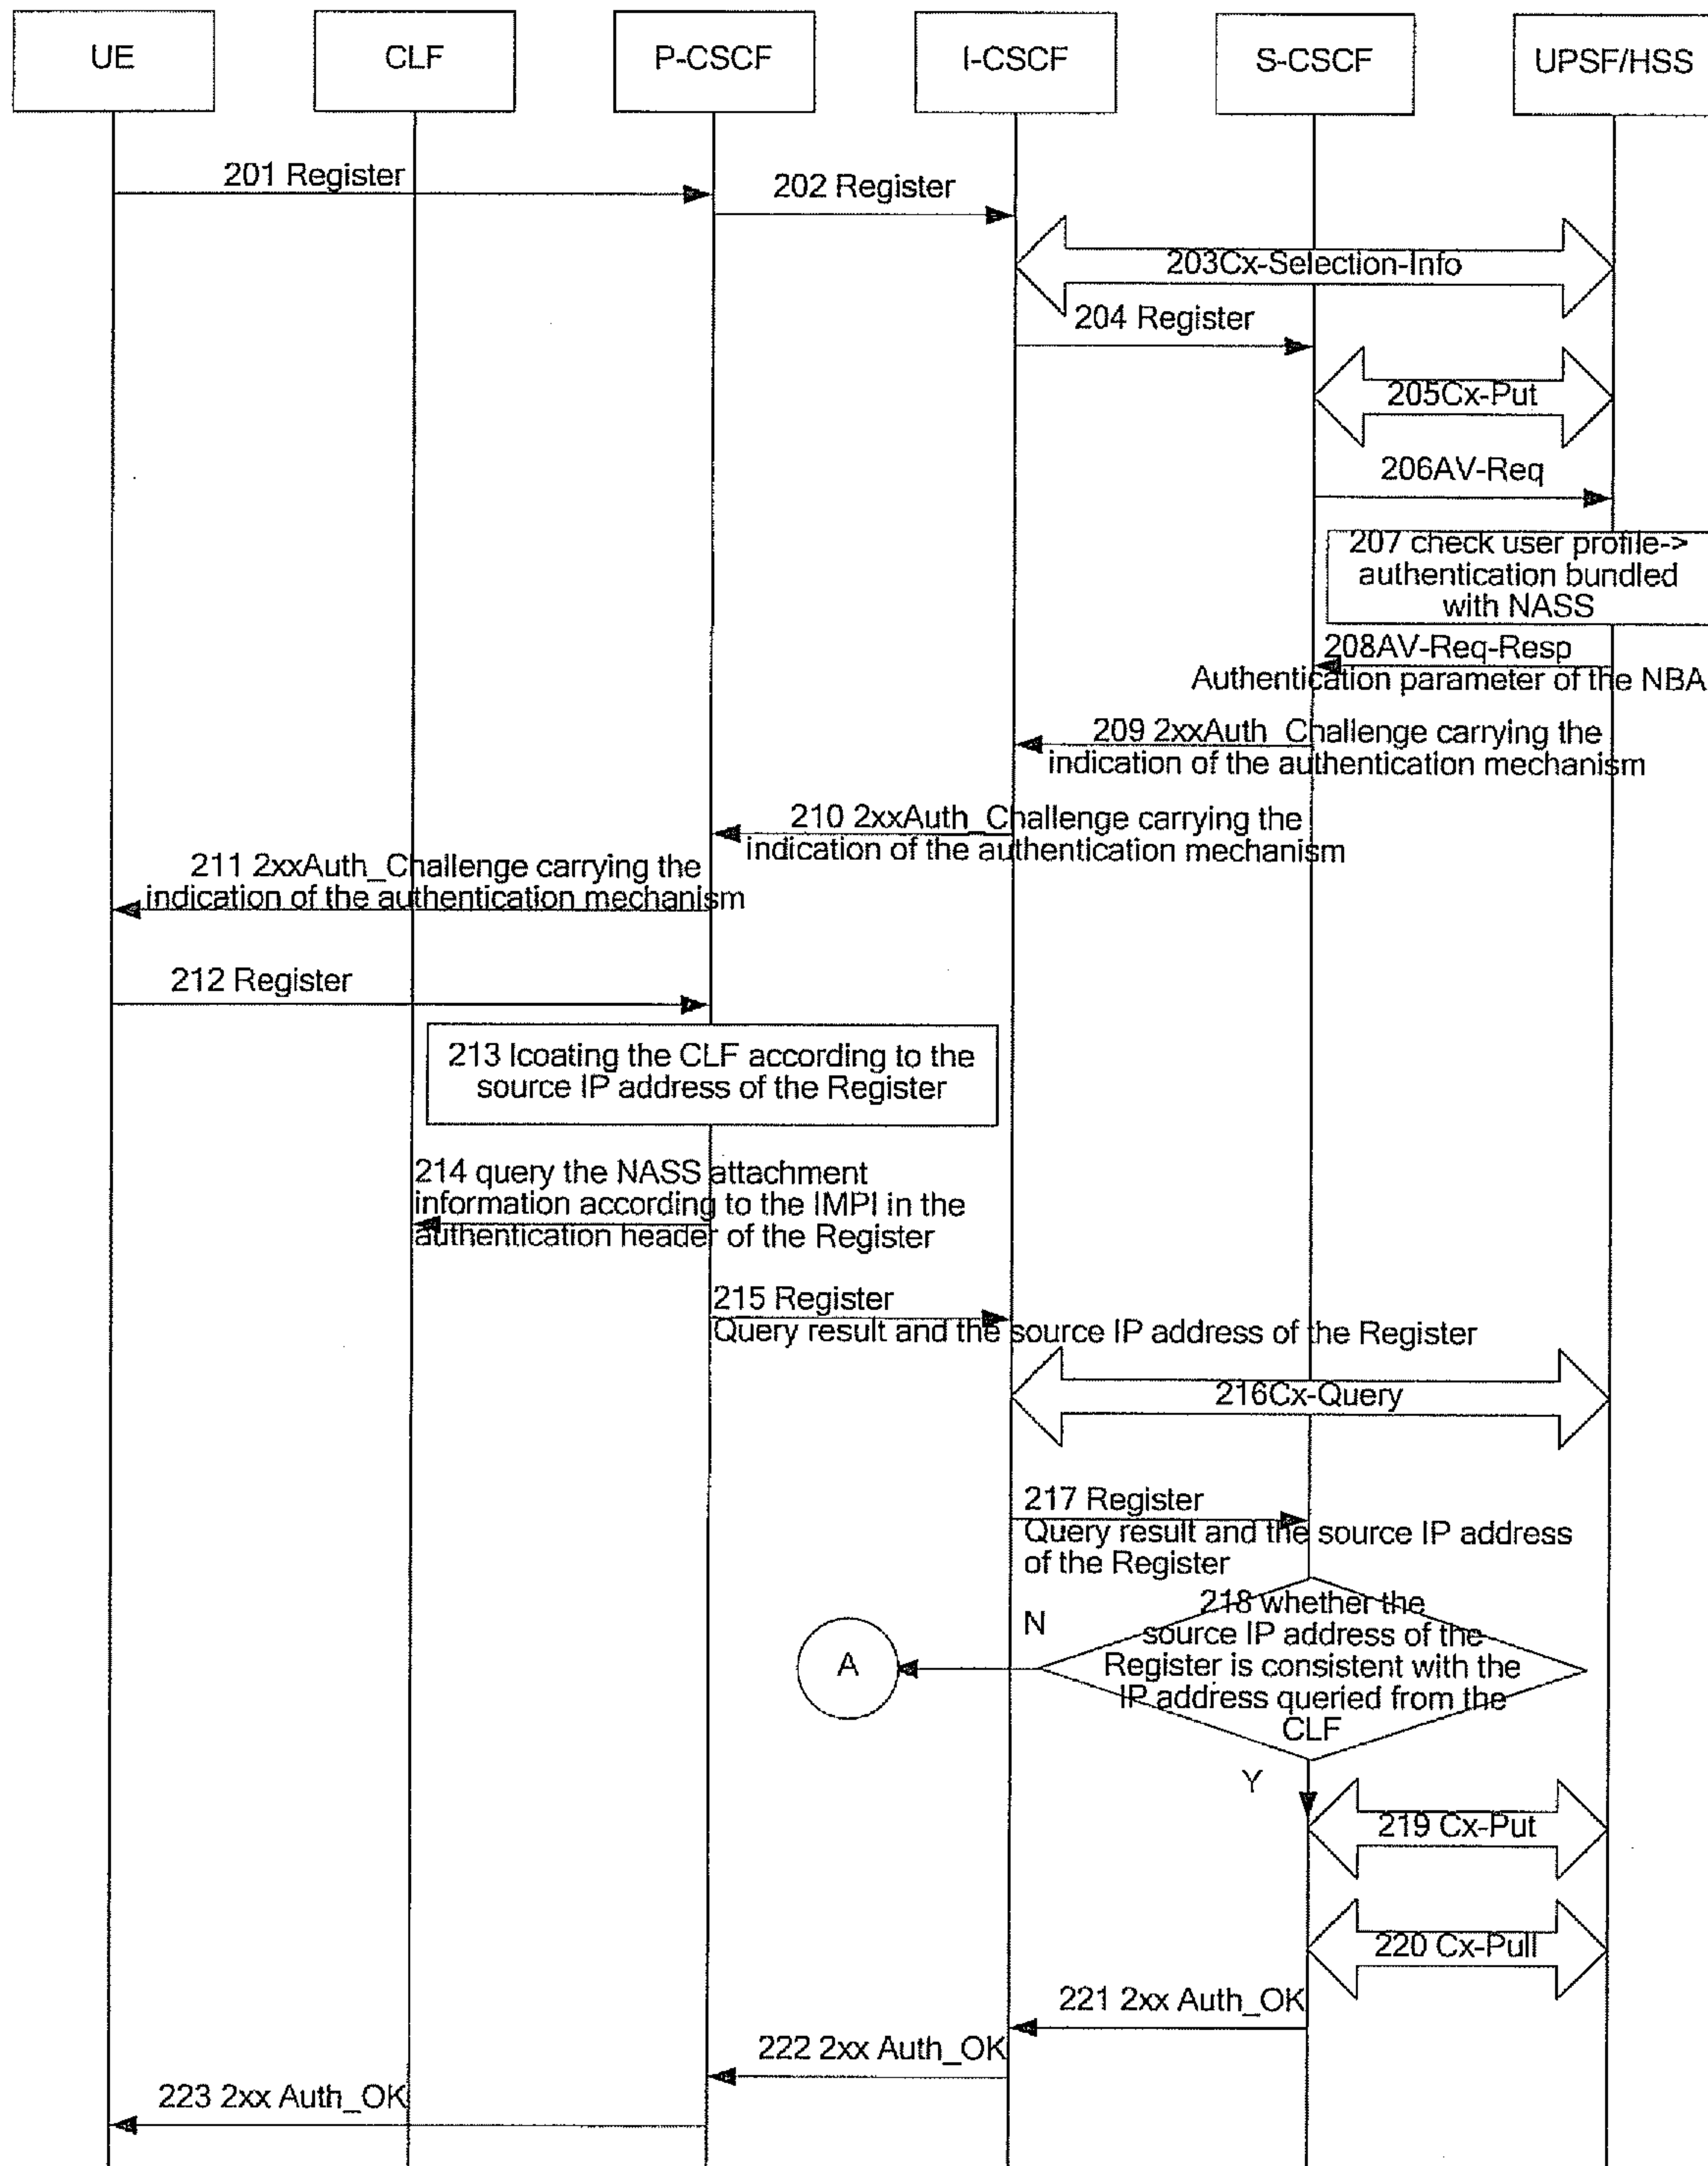 UE
CLF
P-CSCF
I-CSCF
S-CSCF
UPSF/HSS
201 Register
202 Register
203Cx-Selection-Info
204 Register
205Cx-Put
206AV-Req
207 check user profile->
authentication bundled
with NASS
208AV-Req-Resp
Authentication parameter of the NBA
209 2xxAuth_Challenge carrying the
indication of the authentication mechanism
210 2xxAuth_Challenge carrying the
indication of the authentication mechanism
211 2xxAuth_Challenge carrying the
indication of the authentication mechanism
212 Register
213 lcoating the CLF according to the
source IP address of the Register
214 query the NASS attachment
information according to the IMPI in the
authentication header of the Register
215 Register
Query result and the source IP address of the Register
216Cx-Query
217 Register
Query result and the source IP address
of the Register
218 whether the
source IP address of the
Register is consistent with the
IP address queried from the
CLF
N
A
Y
219 Cx-Put
220 Cx-Pull
221 2xx Auth_OK
222 2xx Auth_OK
223 2xx Auth_OK